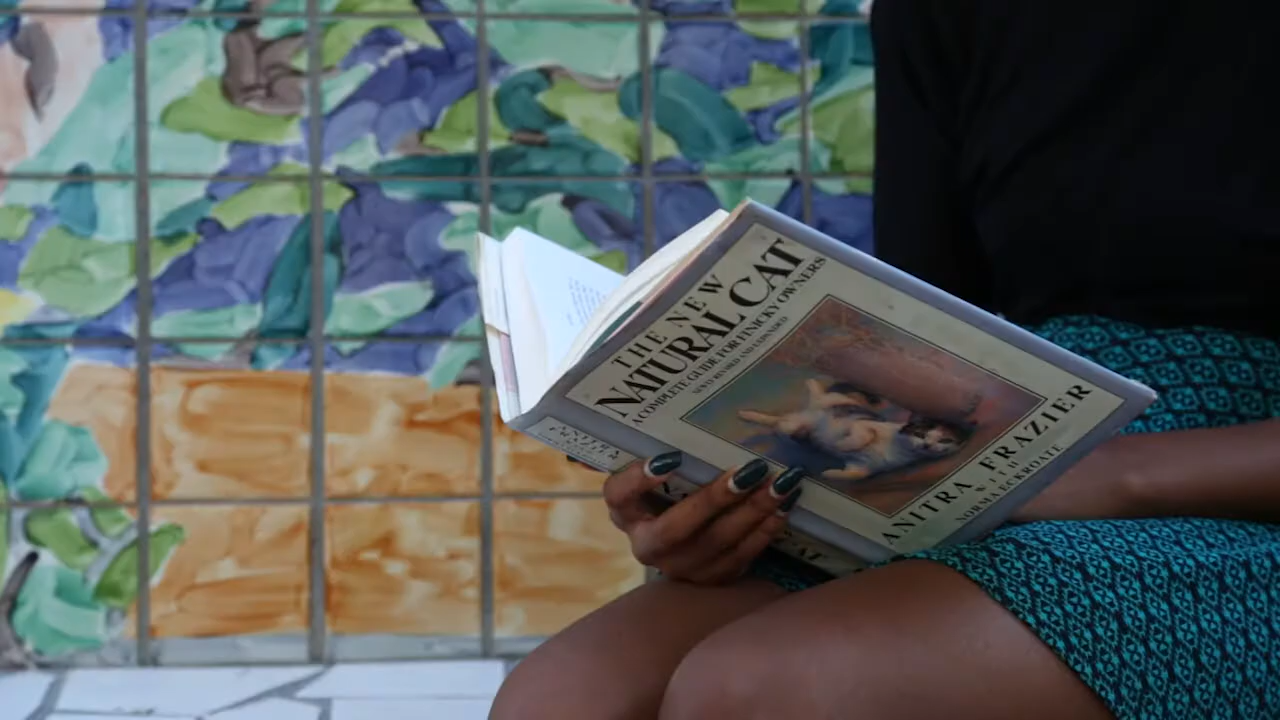 THE NEW
NATURAL CAT
A COMPLETE GUIDE FOR FINICKY OWNERS
NEWLY REVISED AND EXPANDED
ANITRA FRAZIER
WITH
NORMA ECKROATE